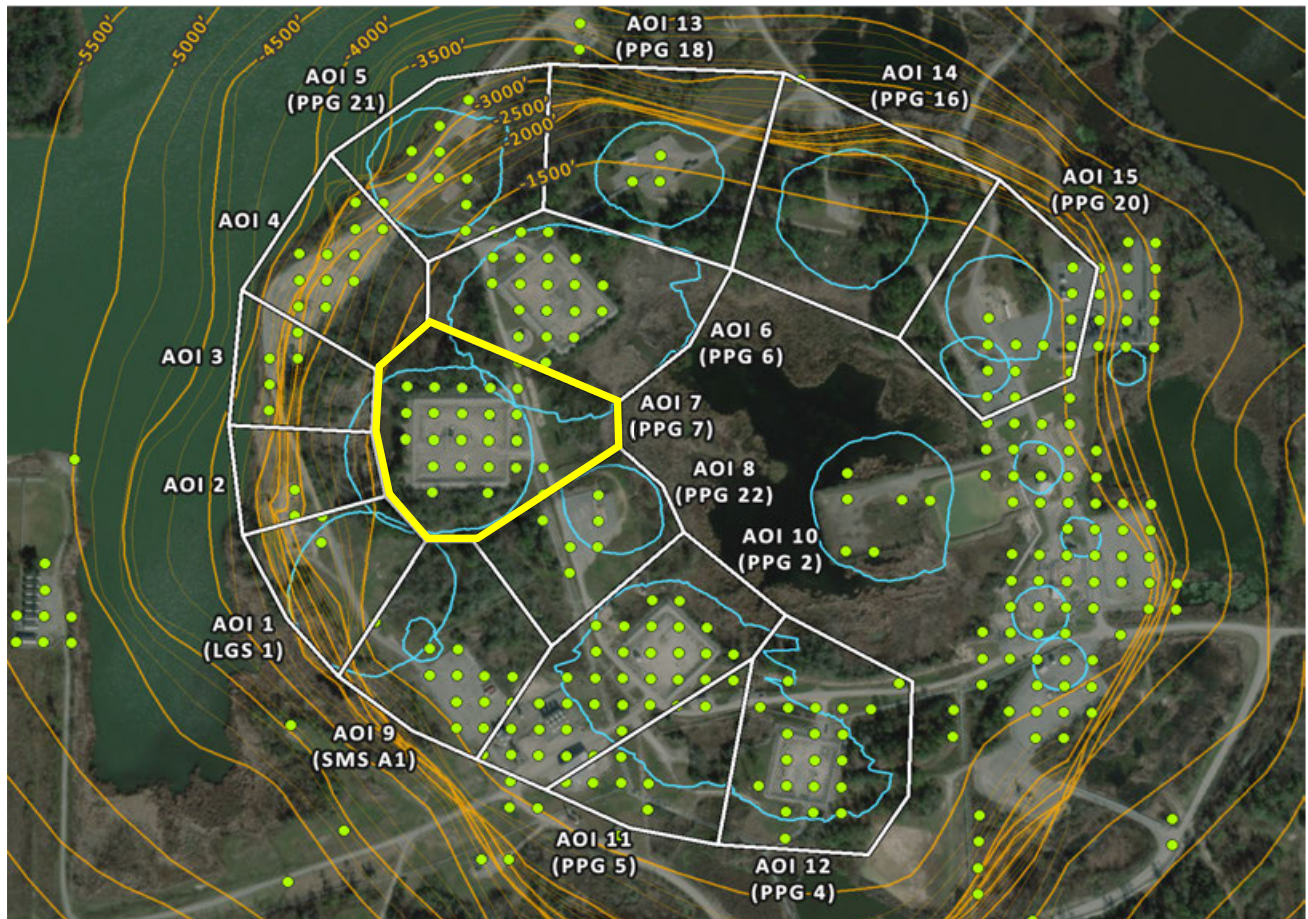 -5500'
-5000'
-4500'
-4000'
-3500'
-3000'
-2500'
-2000'
-1500'
AOI 13
(PPG 18)
AOI 5
(PPG 21)
AOI 14
(PPG 16)
AOI 15
(PPG 20)
AOI 4
AOI 3
AOI 6
(PPG 6)
AOI 7
(PPG 7)
AOI 2
AOI 8
(PPG 22)
AOI 10
(PPG 2)
AOI 1
(LGS 1)
AOI 9
(SMS A1)
AOI 11
(PPG 5)
AOI 12
(PPG 4)